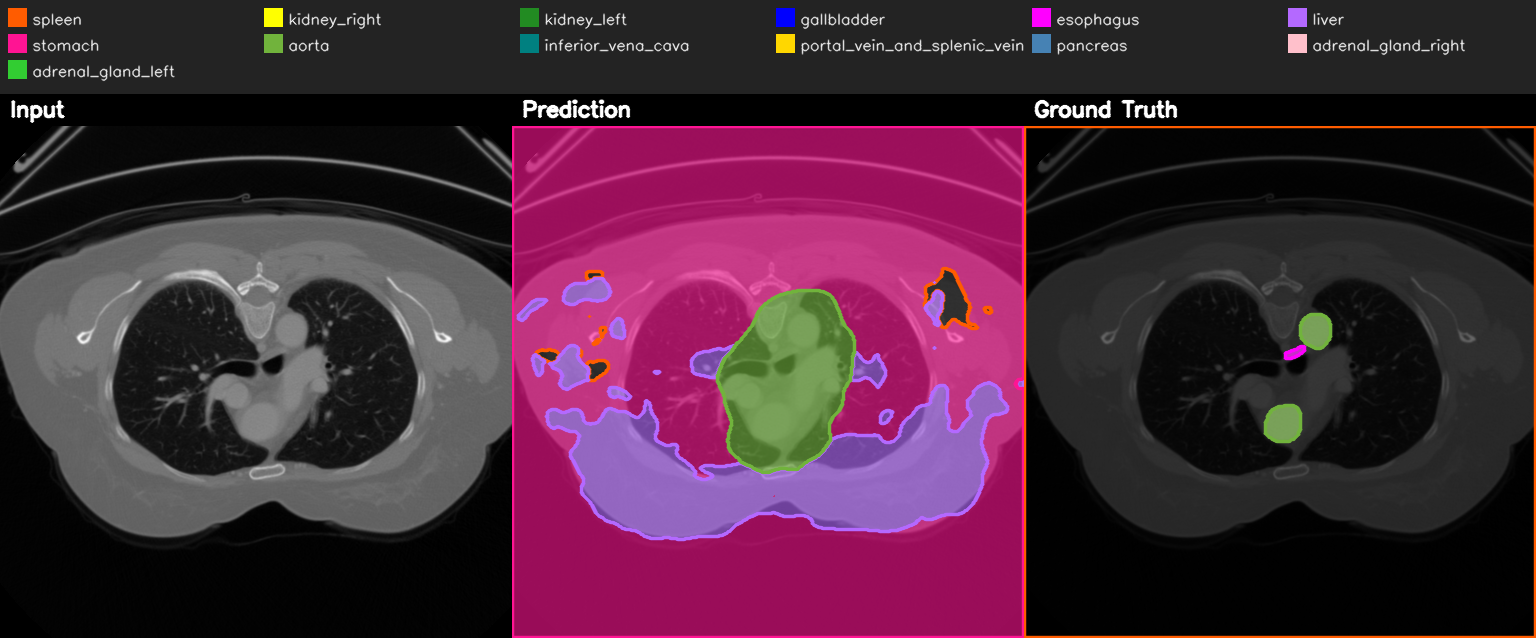 spleen kidney_right kidney_left gallbladder esophagus liver
stomach aorta inferior_vena_cava portal_vein_and_splenic_vein pancreas adrenal_gland_right
adrenal_gland_left
Input Prediction Ground Truth